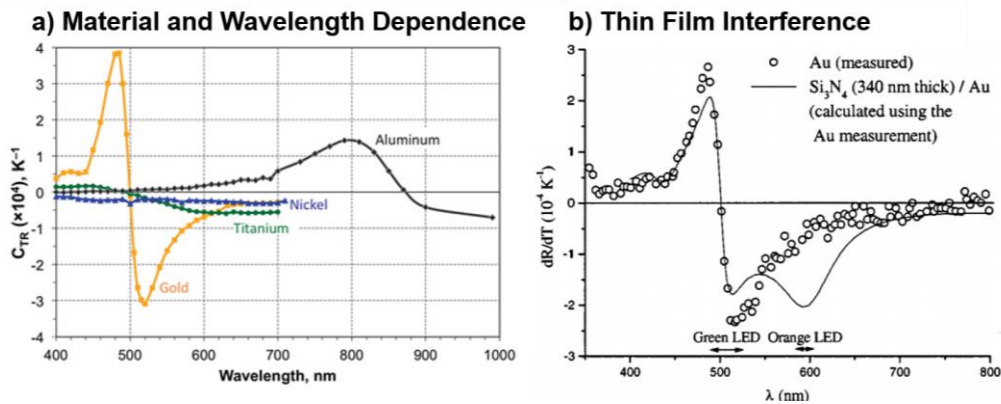 a) Material and Wavelength Dependence
4
3
2
1
0
-1
-2
-3
-4
C_TR (×10⁴), K⁻¹
Aluminum
Nickel
Titanium
Gold
400 500 600 700 800 900 1000
Wavelength, nm
b) Thin Film Interference
3
2
1
0
-1
-2
-3
dR/dT (10⁻⁴ K⁻¹)
Au (measured)
Si₃N₄ (340 nm thick) / Au
(calculated using the
Au measurement)
Green LED Orange LED
400 500 600 700 800
λ (nm)